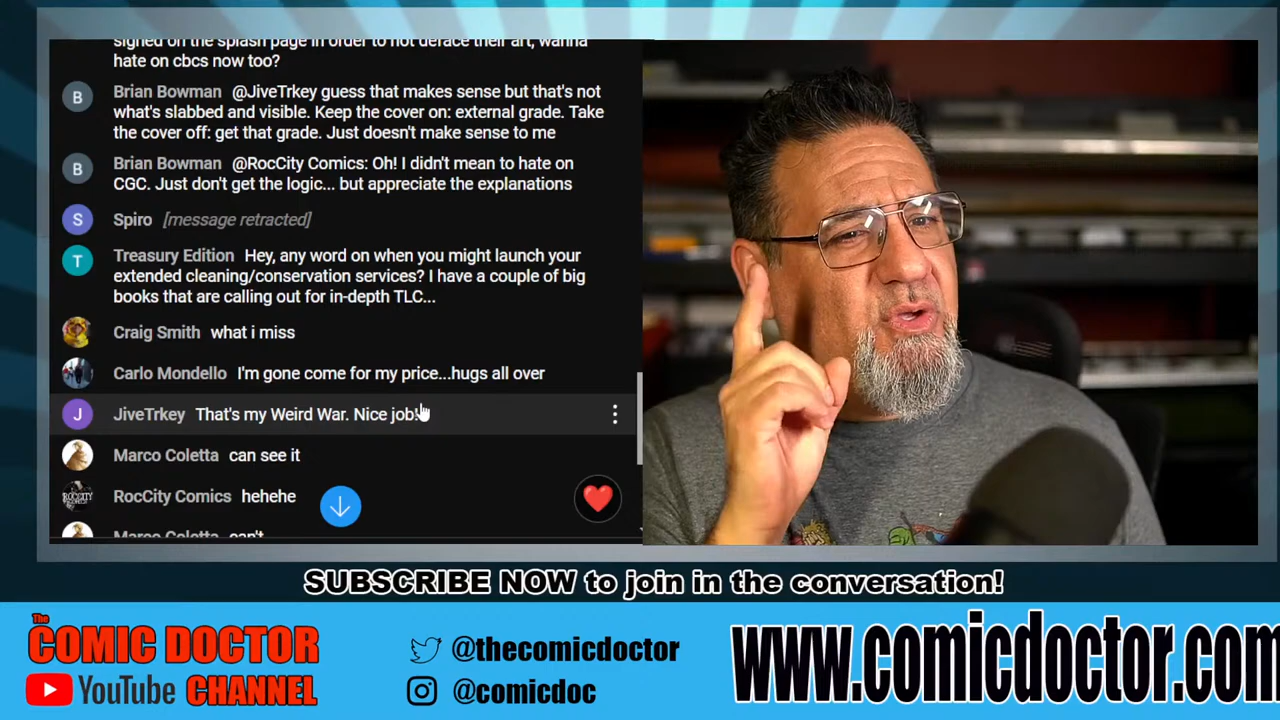 signed on the splash page in order to not deface their art, wanna
hate on cbcs now too?
B
Brian Bowman @JiveTrkey guess that makes sense but that's not
what's slabbed and visible. Keep the cover on: external grade. Take
the cover off: get that grade. Just doesn't make sense to me
B
Brian Bowman @RocCity Comics: Oh! I didn't mean to hate on
CGC. Just don't get the logic... but appreciate the explanations
S
Spiro [message retracted]
T
Treasury Edition Hey, any word on when you might launch your
extended cleaning/conservation services? I have a couple of big
books that are calling out for in-depth TLC...
Craig Smith what i miss
Carlo Mondello I'm gone come for my price...hugs all over
J
JiveTrkey That's my Weird War. Nice job!
Marco Coletta can see it
ROCCITY
RocCity Comics hehehe
Marco Coletta can't
SUBSCRIBE NOW to join in the conversation!
The
COMIC DOCTOR
YouTube CHANNEL
@thecomicdoctor
@comicdoc
www.comicdoctor.com